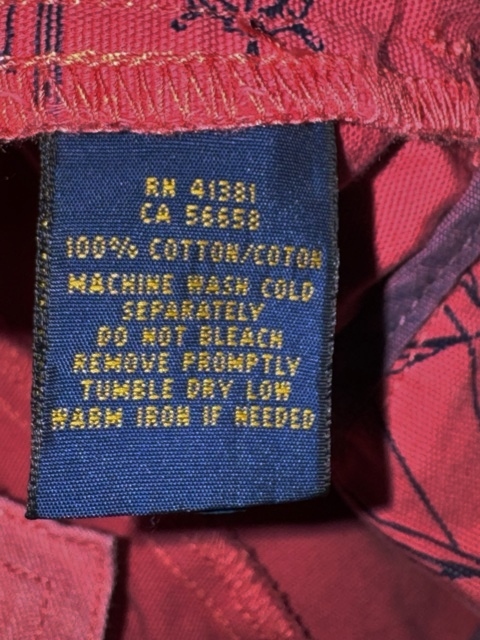 RN 41381
CA 56658
100% COTTON/COTON
MACHINE WASH COLD
SEPARATELY
DO NOT BLEACH
REMOVE PROMPTLY
TUMBLE DRY LOW
WARM IRON IF NEEDED